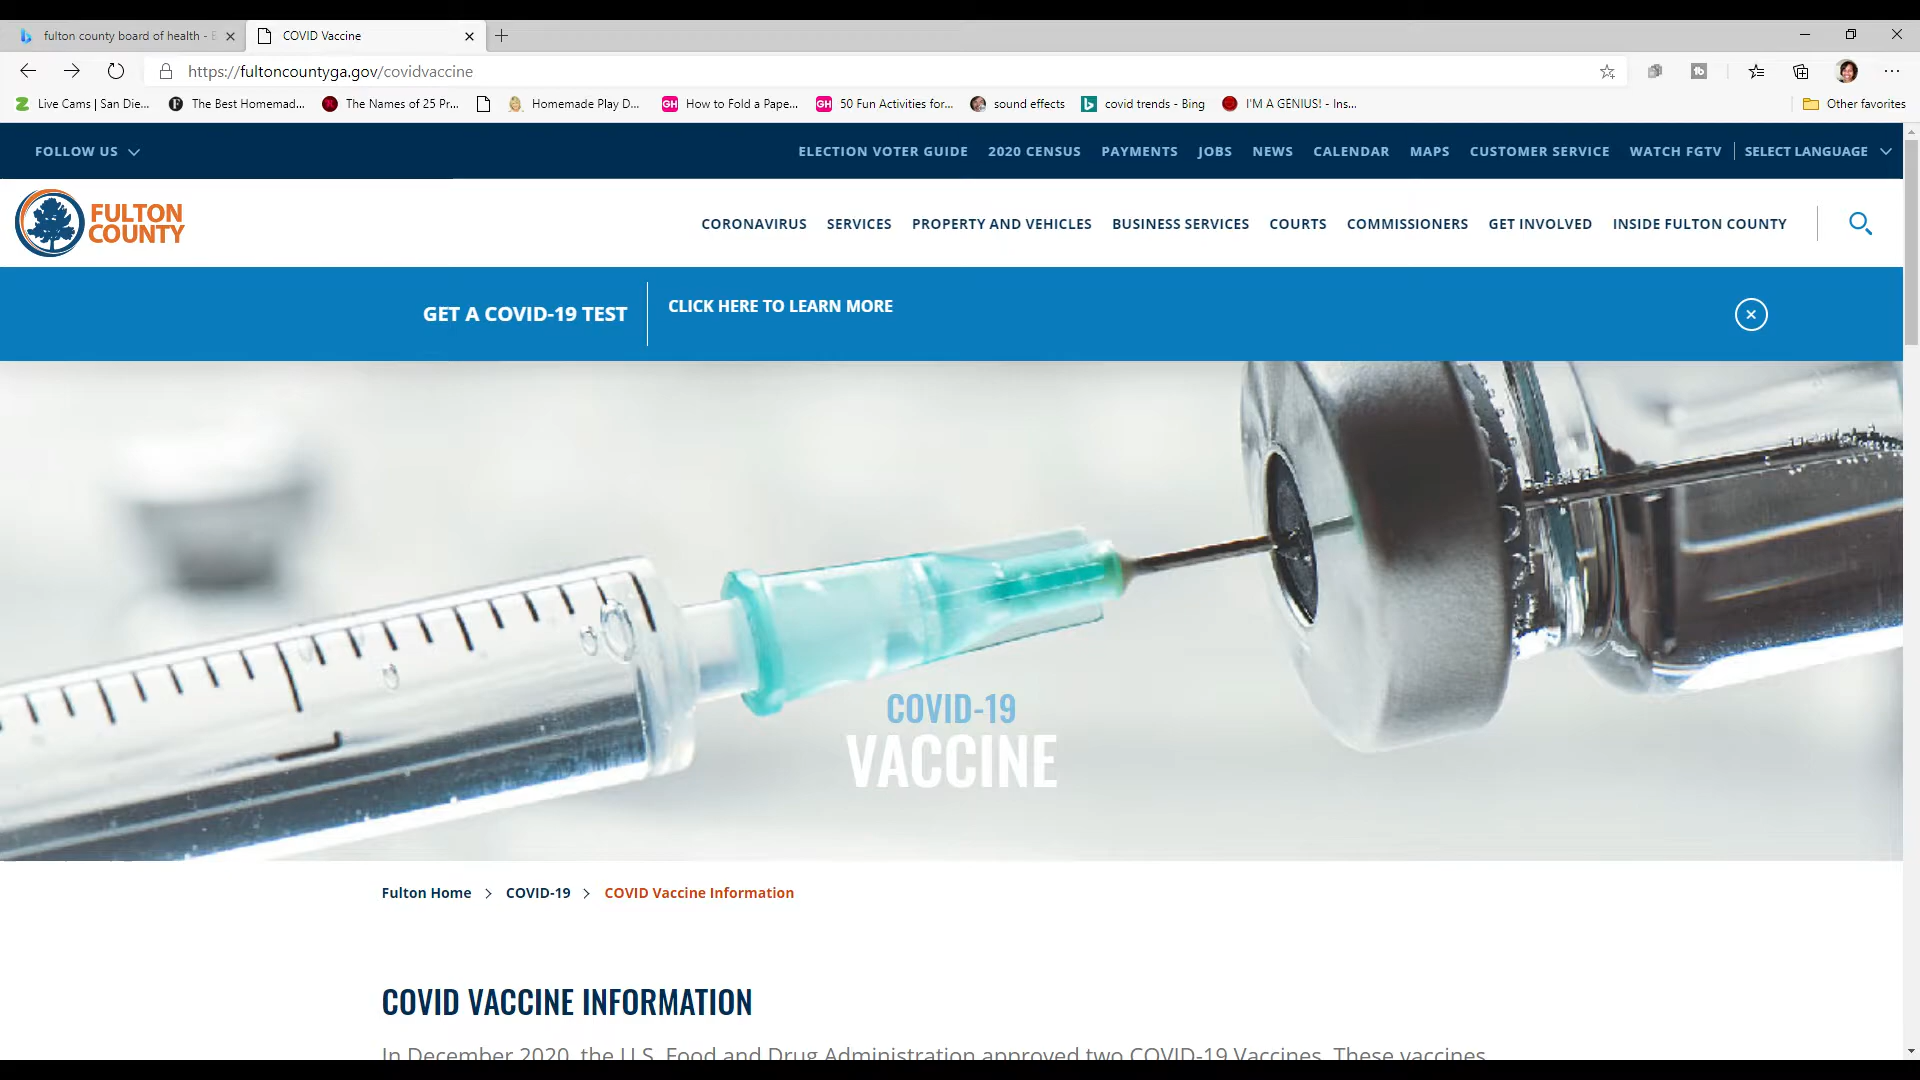 fulton county board of health -
COVID Vaccine
https://fultoncountyga.gov/covidvaccine
Live Cams | San Die...
The Best Homemad...
The Names of 25 Pr...
Homemade Play D...
GH How to Fold a Pape...
GH 50 Fun Activities for...
sound effects
covid trends - Bing
I'M A GENIUS! - Ins...
Other favorites
FOLLOW US
ELECTION VOTER GUIDE 2020 CENSUS PAYMENTS JOBS NEWS CALENDAR MAPS CUSTOMER SERVICE WATCH FGTV SELECT LANGUAGE
FULTON
COUNTY
CORONAVIRUS SERVICES PROPERTY AND VEHICLES BUSINESS SERVICES COURTS COMMISSIONERS GET INVOLVED INSIDE FULTON COUNTY
GET A COVID-19 TEST
CLICK HERE TO LEARN MORE
COVID-19
VACCINE
Fulton Home > COVID-19 > COVID Vaccine Information
COVID VACCINE INFORMATION
In December 2020, the U.S. Food and Drug Administration approved two COVID-19 Vaccines. These vaccines